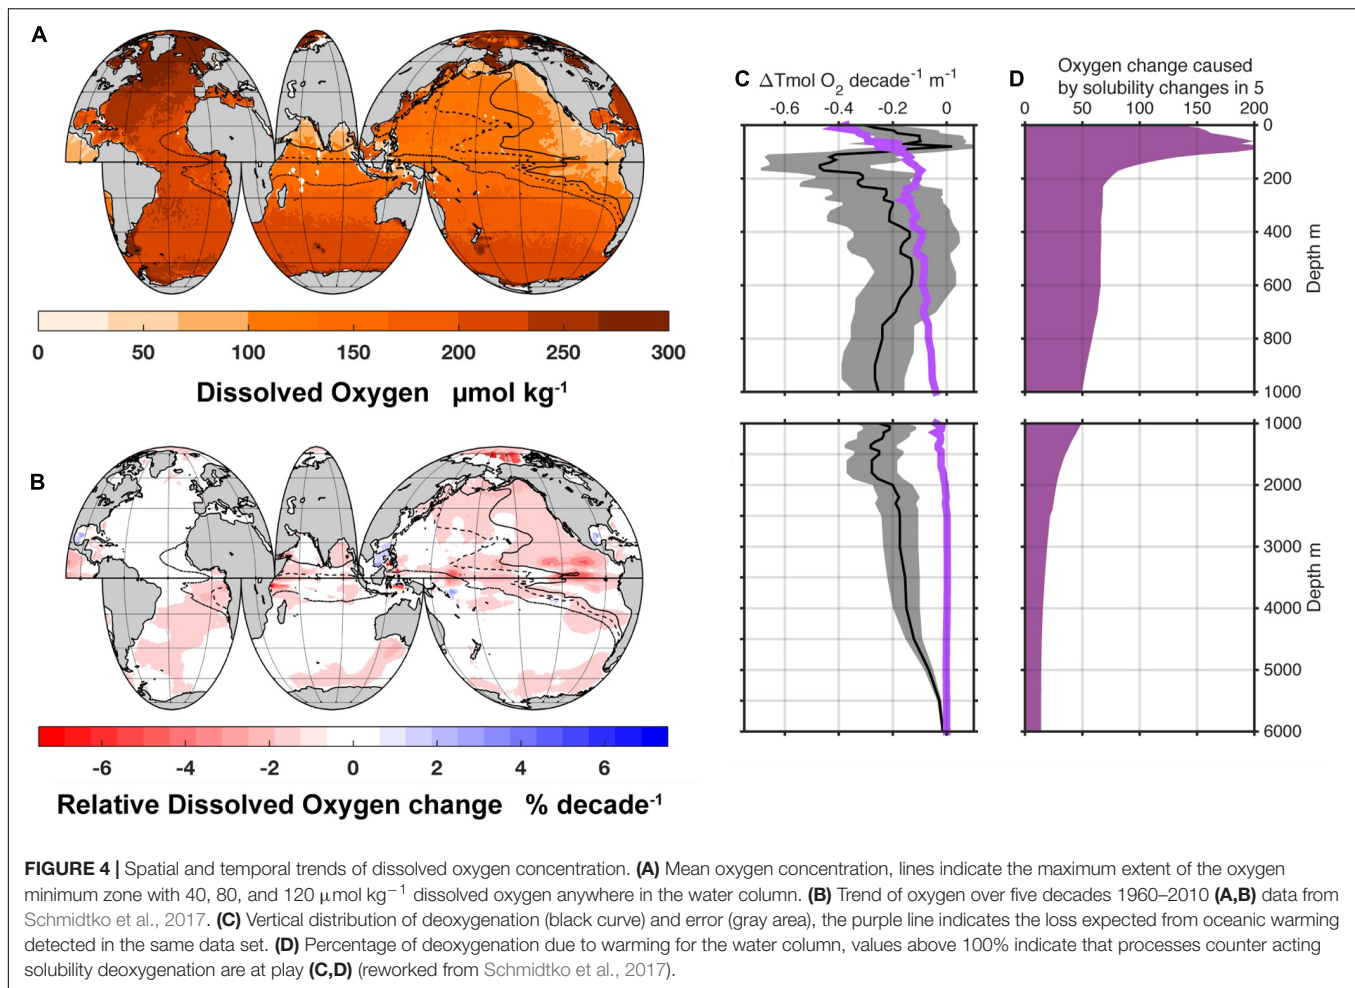 A
0 50 100 150 200 250 300
Dissolved Oxygen µmol kg-1
B
-6 -4 -2 0 2 4 6
Relative Dissolved Oxygen change % decade-1
C ΔTmol O2 decade-1 m-1
-0.6 -0.4 -0.2 0
D Oxygen change caused
by solubility changes in 5
0 50 100 150 200
0
200
400
600
800
1000
Depth m
1000
2000
3000
4000
5000
6000
Depth m
FIGURE 4 | Spatial and temporal trends of dissolved oxygen concentration. (A) Mean oxygen concentration, lines indicate the maximum extent of the oxygen
minimum zone with 40, 80, and 120 µmol kg−1 dissolved oxygen anywhere in the water column. (B) Trend of oxygen over five decades 1960–2010 (A,B) data from
Schmidtko et al., 2017. (C) Vertical distribution of deoxygenation (black curve) and error (gray area), the purple line indicates the loss expected from oceanic warming
detected in the same data set. (D) Percentage of deoxygenation due to warming for the water column, values above 100% indicate that processes counter acting
solubility deoxygenation are at play (C,D) (reworked from Schmidtko et al., 2017).